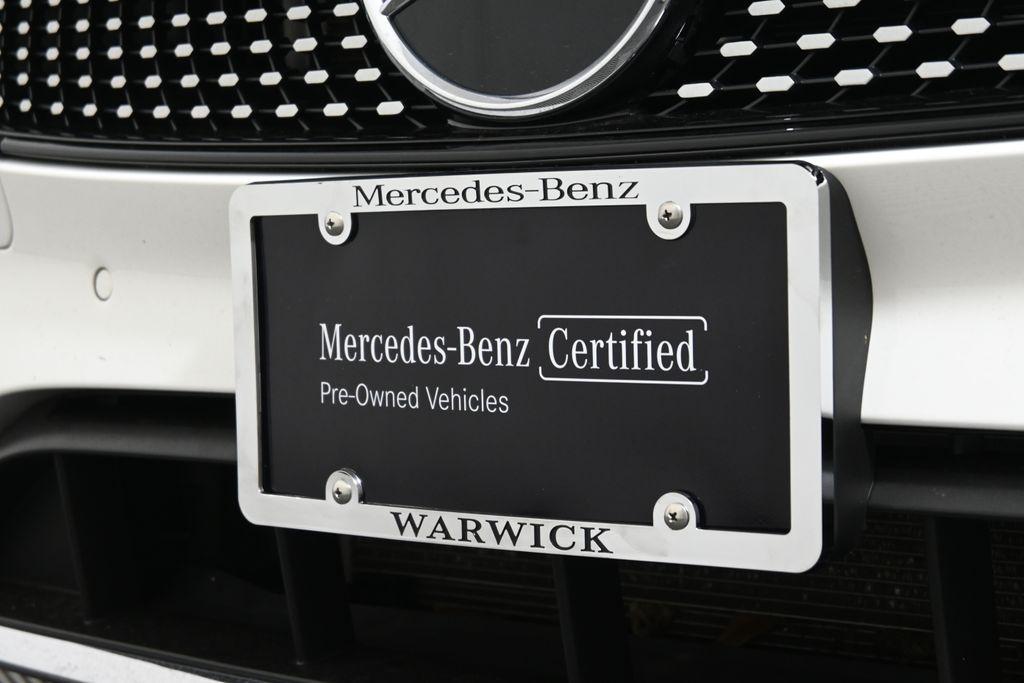 Mercedes-Benz
Mercedes-Benz Certified
Pre-Owned Vehicles
WARWICK